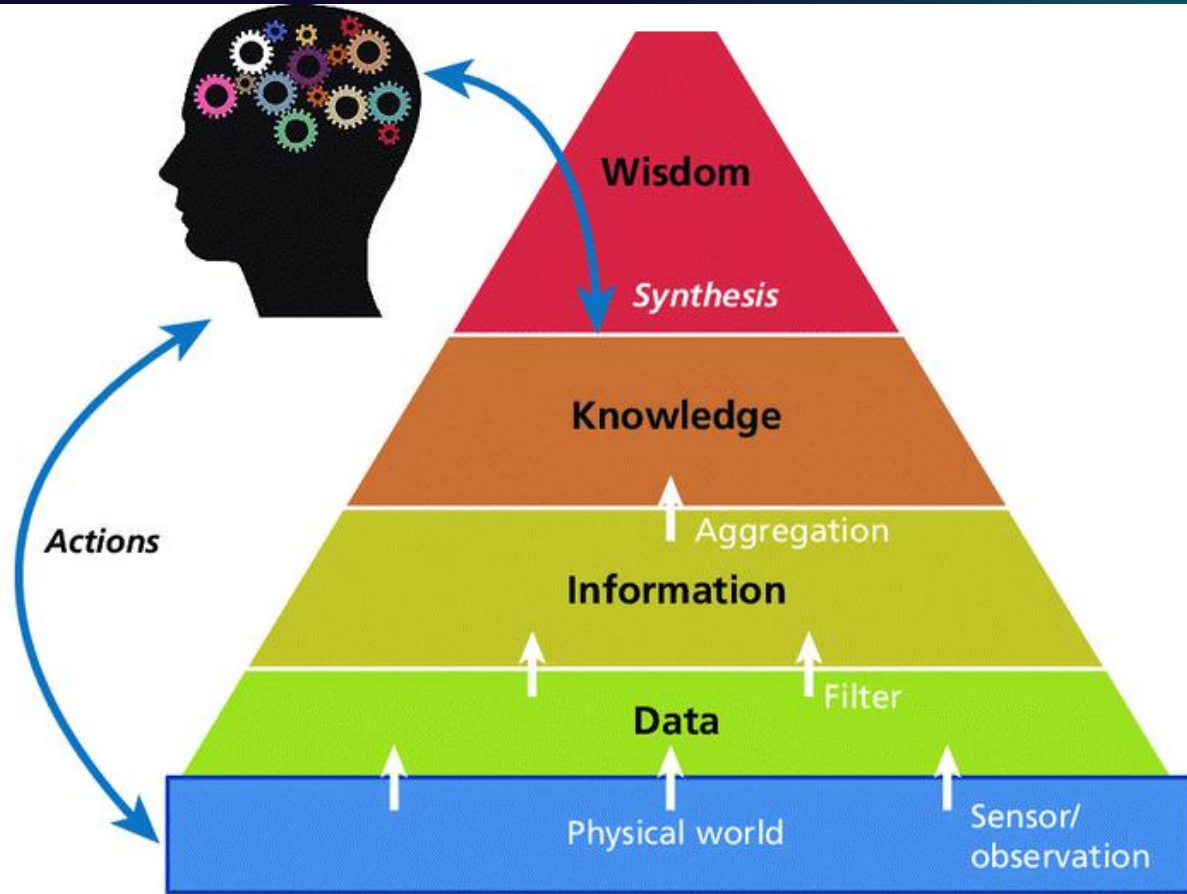 Wisdom
Synthesis
Knowledge
Aggregation
Actions
Information
Filter
Data
Physical world
Sensor/
observation